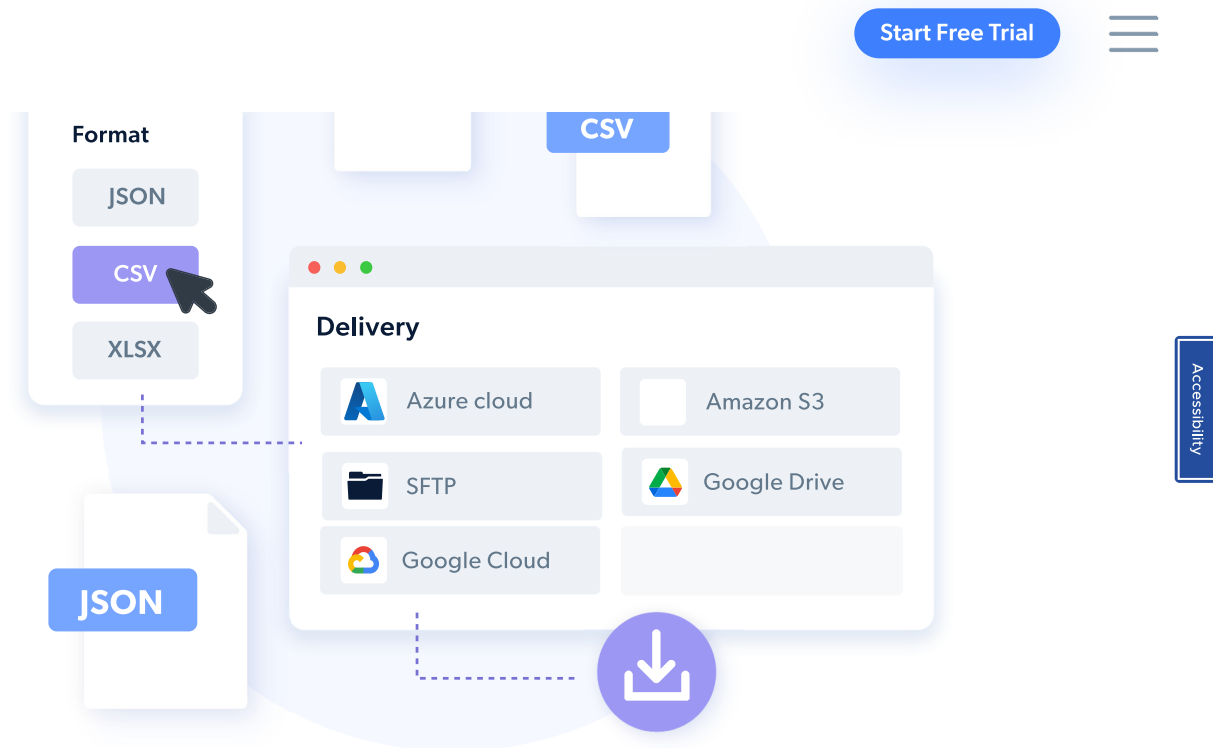 Start Free Trial
Format
JSON
CSV
XLSX
CSV
Delivery
Azure cloud
Amazon S3
SFTP
Google Drive
Google Cloud
JSON
Accessibility